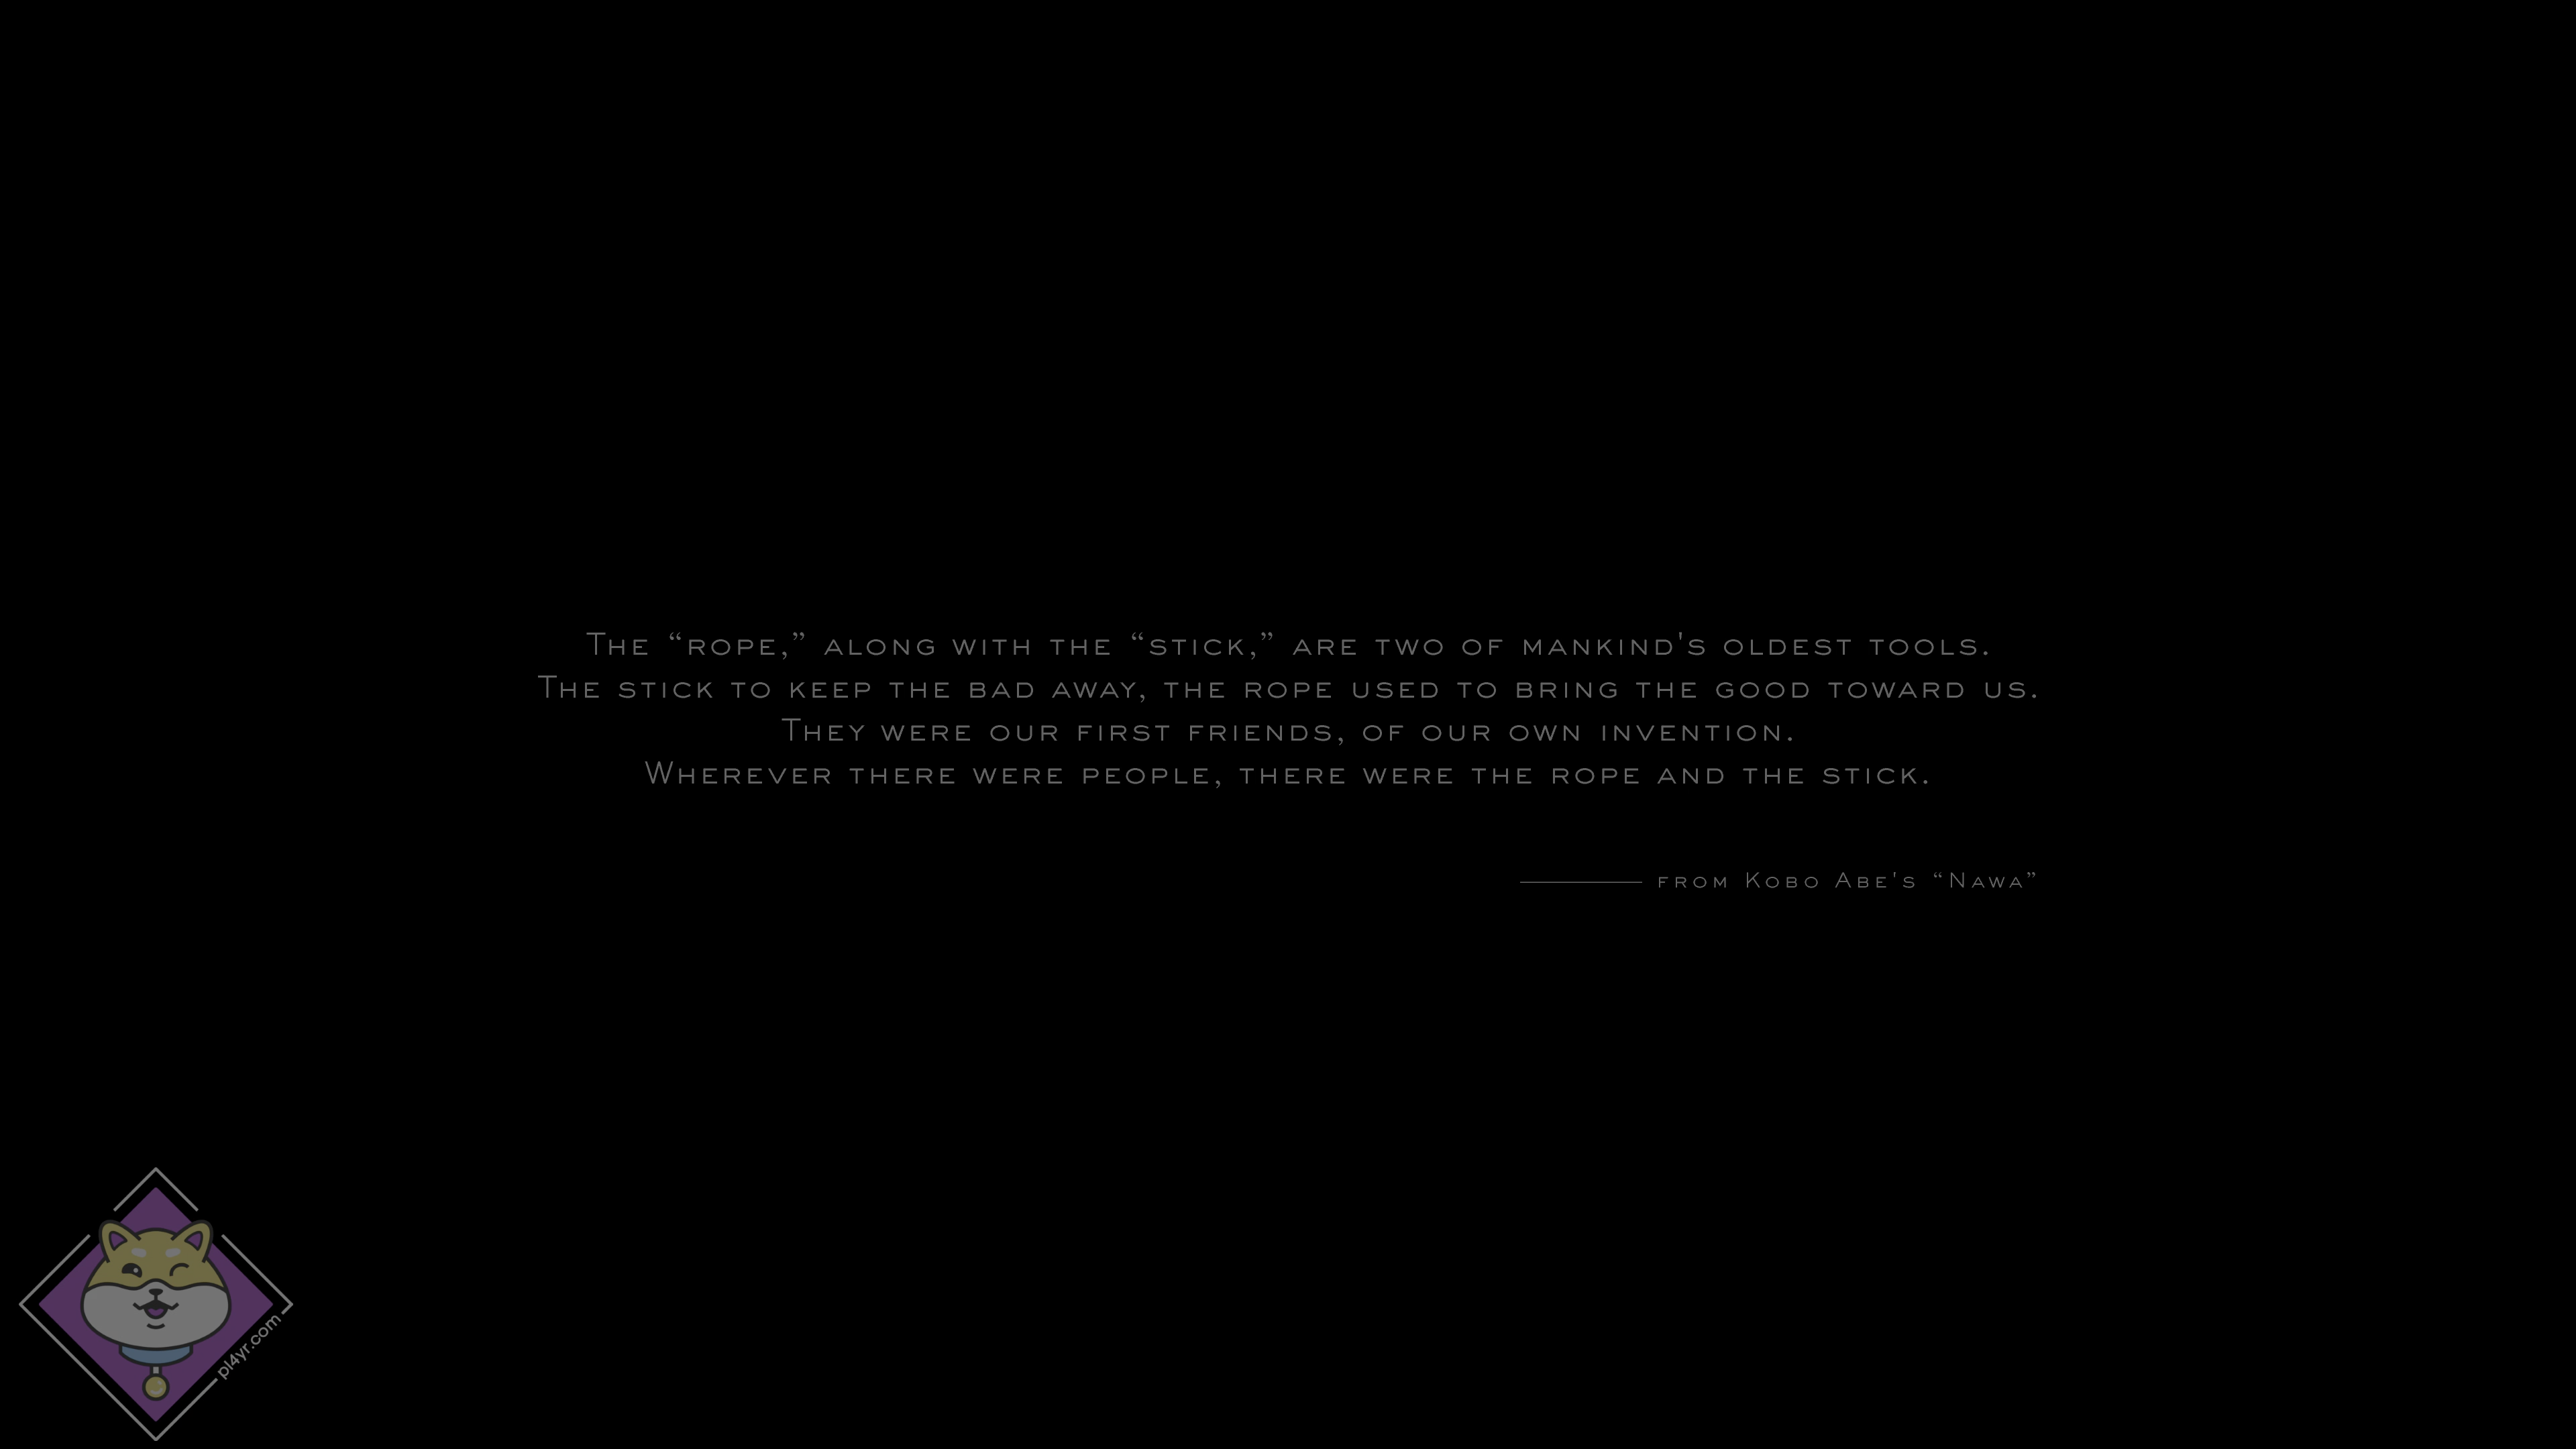 The “rope,” along with the “stick,” are two of mankind's oldest tools.
The stick to keep the bad away, the rope used to bring the good toward us.
They were our first friends, of our own invention.
Wherever there were people, there were the rope and the stick.
from Kobo Abe's “Nawa”
pl4yr.com